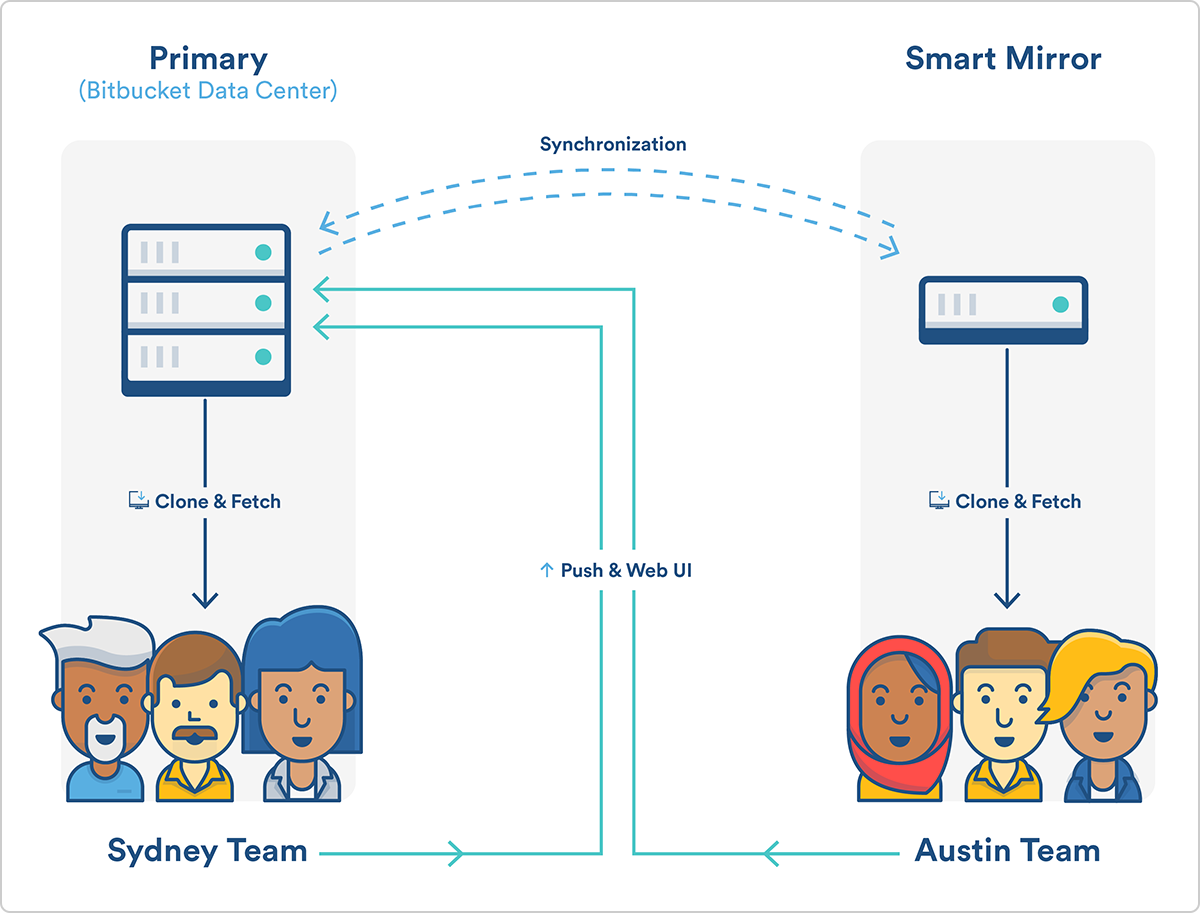 Primary
(Bitbucket Data Center)
Smart Mirror
Synchronization
Clone & Fetch
Clone & Fetch
Push & Web UI
Sydney Team
Austin Team